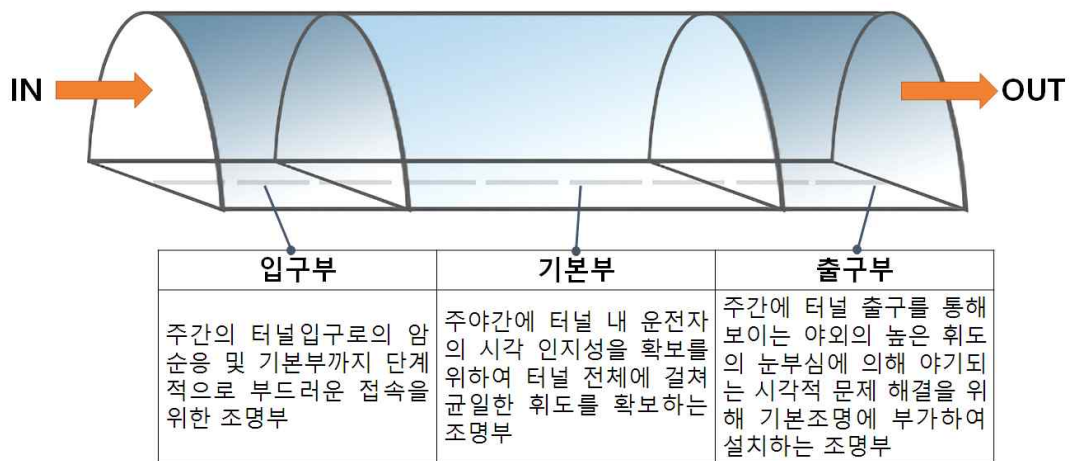 IN
OUT
입구부
기본부
출구부
주간의 터널입구로의 암
순응 및 기본부까지 단계
적으로 부드러운 접속을
위한 조명부
주야간에 터널 내 운전자
의 시각 인지성을 확보를
위하여 터널 전체에 걸쳐
균일한 휘도를 확보하는
조명부
주간에 터널 출구를 통해
보이는 야외의 높은 휘도
의 눈부심에 의해 야기되
는 시각적 문제 해결을 위
해 기본조명에 부가하여
설치하는 조명부